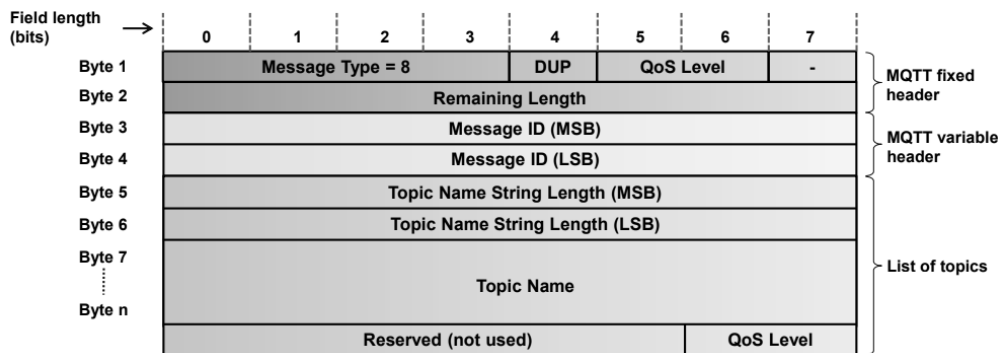 Field length
(bits)
0 1 2 3 4 5 6 7
Byte 1 Message Type = 8 DUP QoS Level -
Byte 2 Remaining Length
MQTT fixed
header
Byte 3 Message ID (MSB)
Byte 4 Message ID (LSB)
MQTT variable
header
Byte 5 Topic Name String Length (MSB)
Byte 6 Topic Name String Length (LSB)
Byte 7
Topic Name
Byte n
List of topics
Reserved (not used) QoS Level